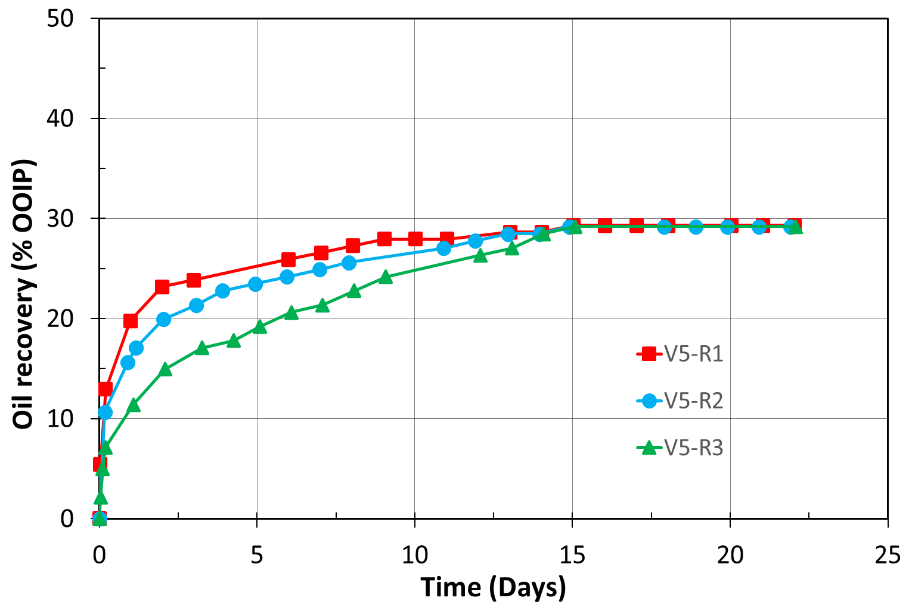 50
40
30
20
10
0
Oil recovery (% OOIP)
V5-R1
V5-R2
V5-R3
0 5 10 15 20 25
Time (Days)